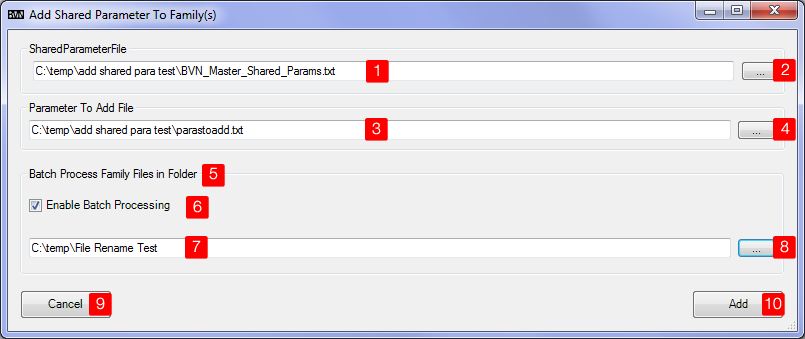 BVN Add Shared Parameter To Family(s)
SharedParameterFile
C:\temp\add shared para test\BVN_Master_Shared_Params.txt 1 ... 2
Parameter To Add File
C:\temp\add shared para test\parastoadd.txt 3 ... 4
Batch Process Family Files in Folder 5
Enable Batch Processing 6
C:\temp\File Rename Test 7 ... 8
Cancel 9 Add 10